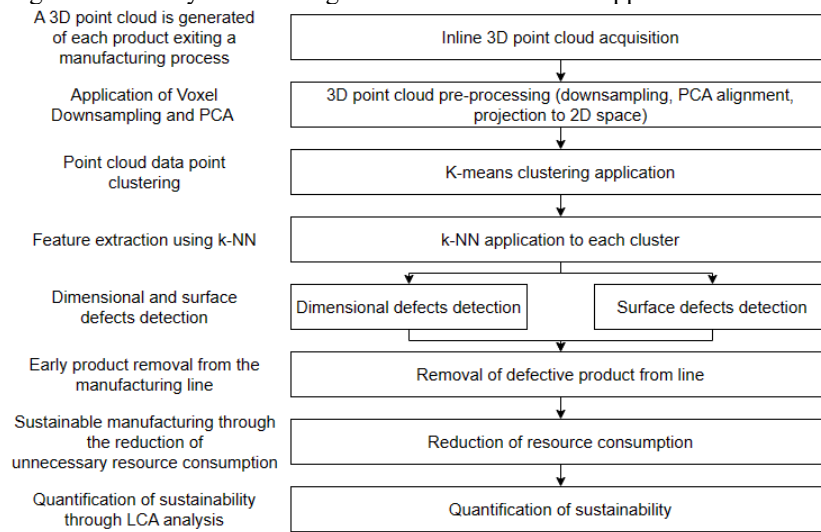 A 3D point cloud is generated
of each product exiting a
manufacturing process
Inline 3D point cloud acquisition
Application of Voxel
Downsampling and PCA
3D point cloud pre-processing (downsampling, PCA alignment,
projection to 2D space)
Point cloud data point
clustering
K-means clustering application
Feature extraction using k-NN
k-NN application to each cluster
Dimensional and surface
defects detection
Dimensional defects detection
Surface defects detection
Early product removal from the
manufacturing line
Removal of defective product from line
Sustainable manufacturing through
the reduction of
unnecessary resource consumption
Reduction of resource consumption
Quantification of sustainability
through LCA analysis
Quantification of sustainability